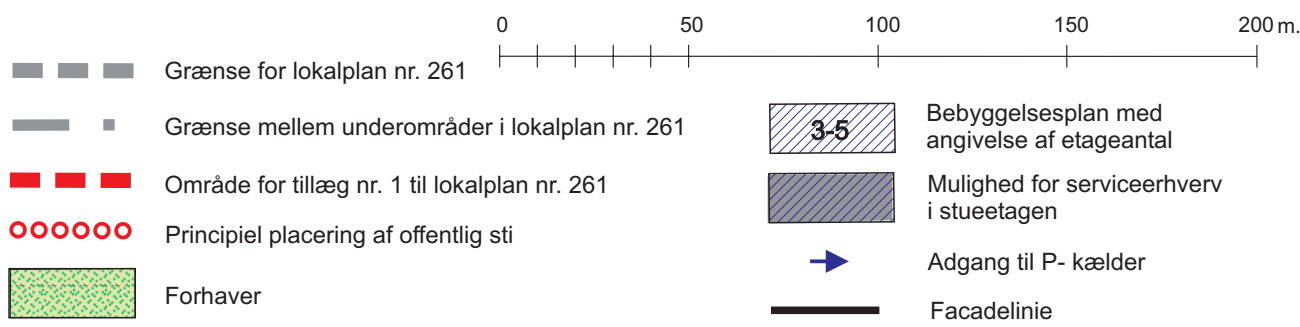 0 50 100 150 200 m.
Grænse for lokalplan nr. 261
Grænse mellem underområder i lokalplan nr. 261
Område for tillæg nr. 1 til lokalplan nr. 261
Principiel placering af offentlig sti
Forhaver
3-5
Bebyggelsesplan med
angivelse af etageantal
Mulighed for serviceerhverv
i stueetagen
Adgang til P- kælder
Facadelinie